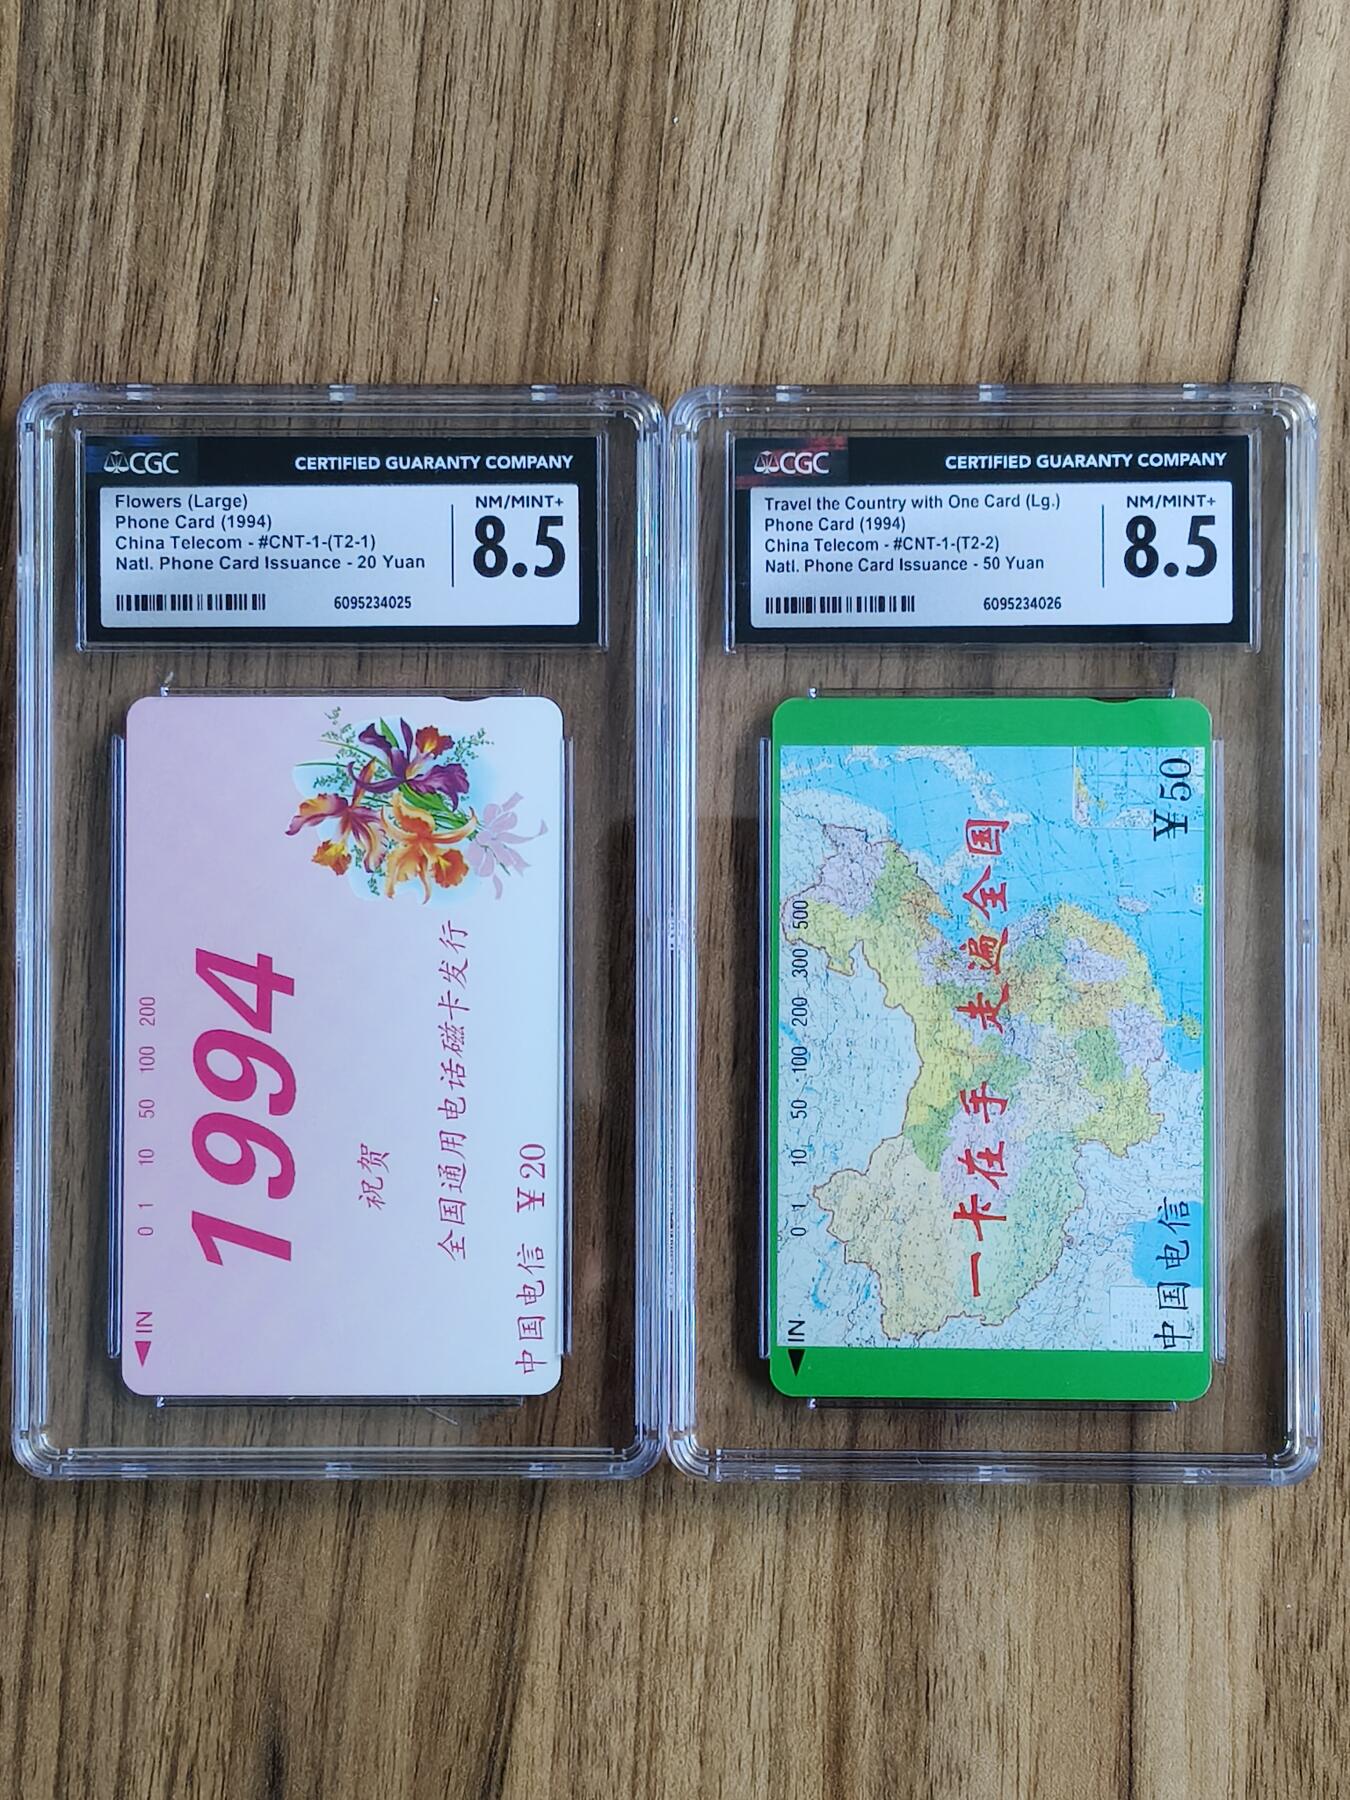 CGC
CERTIFIED GUARANTY COMPANY
Flowers (Large)
Phone Card (1994)
China Telecom - #CNT-1-(T2-1)
Natl. Phone Card Issuance - 20 Yuan
NM/MINT+
8.5
6095234025
◀IN
0 1 10 50 100 200
1994
祝贺
全国通用电话磁卡发行
中国电信 ¥20
CGC
CERTIFIED GUARANTY COMPANY
Travel the Country with One Card (Lg.)
Phone Card (1994)
China Telecom - #CNT-1-(T2-2)
Natl. Phone Card Issuance - 50 Yuan
NM/MINT+
8.5
6095234026
◀IN
0 1 10 50 100 200 300 500
一卡在手 走遍全国
中国电信
¥50